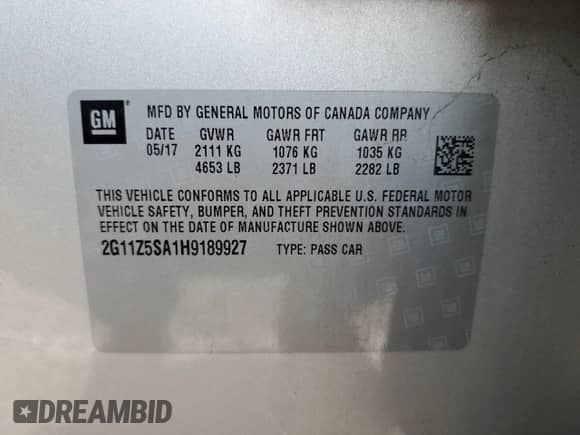 GM ® MFD BY GENERAL MOTORS OF CANADA COMPANY
DATE GVWR GAWR FRT GAWR RR
05/17 2111 KG 1076 KG 1035 KG
4653 LB 2371 LB 2282 LB
THIS VEHICLE CONFORMS TO ALL APPLICABLE U.S. FEDERAL MOTOR
VEHICLE SAFETY, BUMPER, AND THEFT PREVENTION STANDARDS IN
EFFECT ON THE DATE OF MANUFACTURE SHOWN ABOVE.
2G11Z5SA1H9189927 TYPE: PASS CAR
DREAMBID